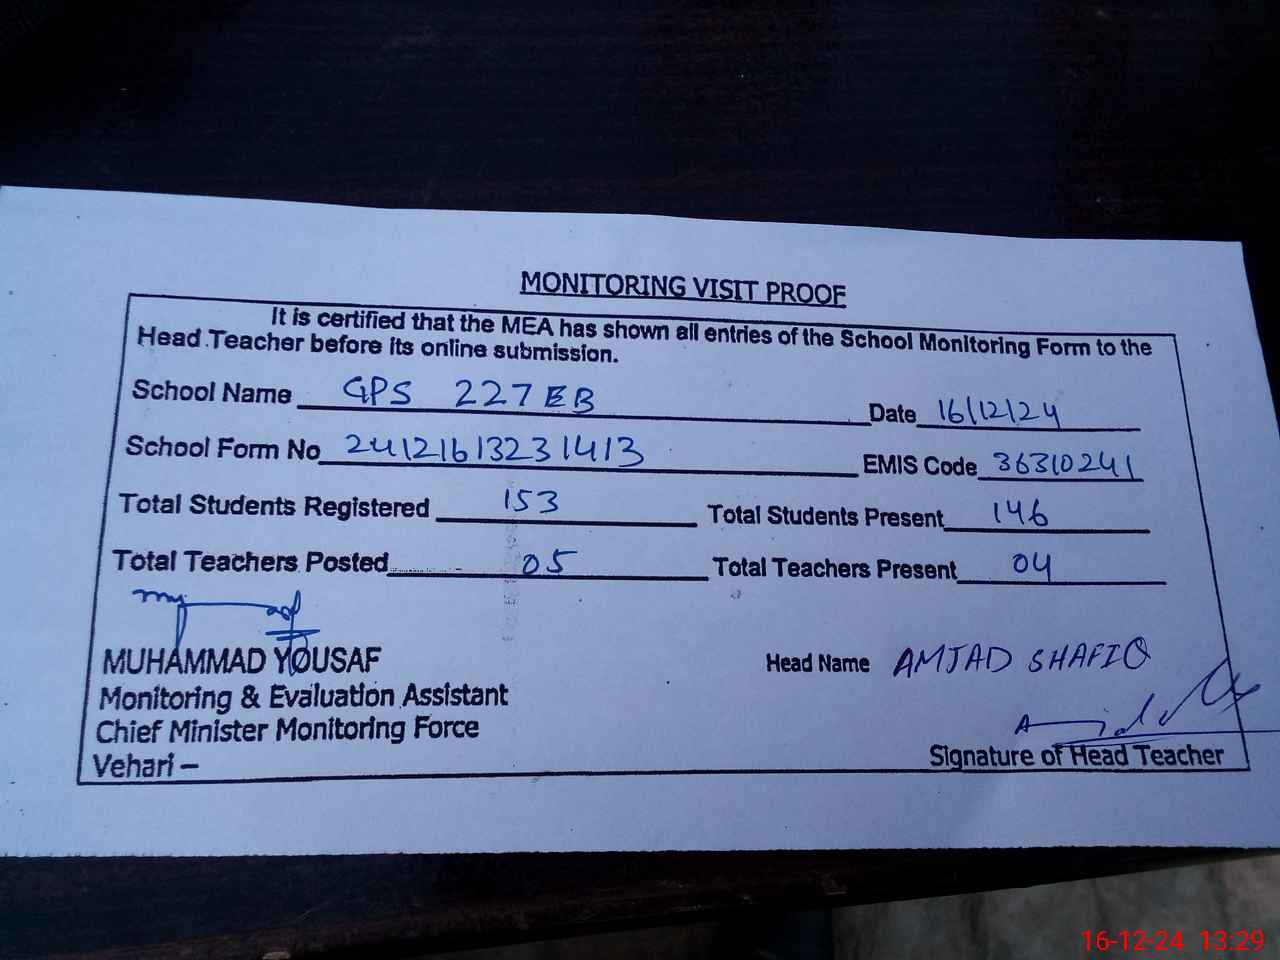 MONITORING VISIT PROOF
It is certified that the MEA has shown all entries of the School Monitoring Form to the
Head Teacher before its online submission.
School Name GPS 227 EB Date 16/12/24
School Form No 24121613231413 EMIS Code 36310241
Total Students Registered 153 Total Students Present 146
Total Teachers Posted 05 Total Teachers Present 04
MUHAMMAD YOUSAF Head Name AMJAD SHAFIQ
Monitoring & Evaluation Assistant
Chief Minister Monitoring Force
Vehari – Signature of Head Teacher
16-12-24 13:29